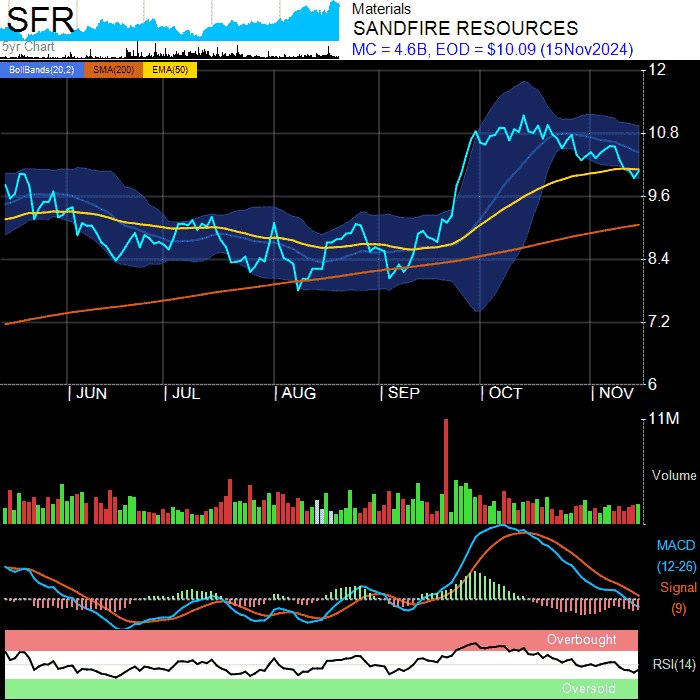 SFR
5yr Chart
Materials
SANDFIRE RESOURCES
MC = 4.6B, EOD = $10.09 (15Nov2024)
BollBands(20,2) SMA(200) EMA(50)
12
10.8
9.6
8.4
7.2
6
JUN JUL AUG SEP OCT NOV
11M
Volume
MACD
(12-26)
Signal
(9)
Overbought
RSI(14)
Oversold